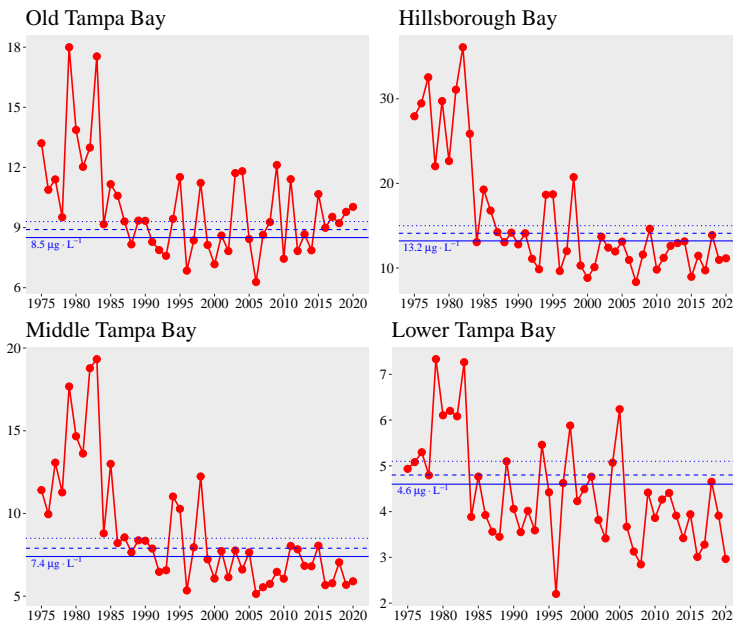 Old Tampa Bay
18
15
12
9
6
8.5 μg · L⁻¹
1975 1980 1985 1990 1995 2000 2005 2010 2015 2020
Hillsborough Bay
30
20
10
13.2 μg · L⁻¹
1975 1980 1985 1990 1995 2000 2005 2010 2015 2020
Middle Tampa Bay
20
15
10
5
7.4 μg · L⁻¹
1975 1980 1985 1990 1995 2000 2005 2010 2015 2020
Lower Tampa Bay
7
6
5
4
3
2
4.6 μg · L⁻¹
1975 1980 1985 1990 1995 2000 2005 2010 2015 2020